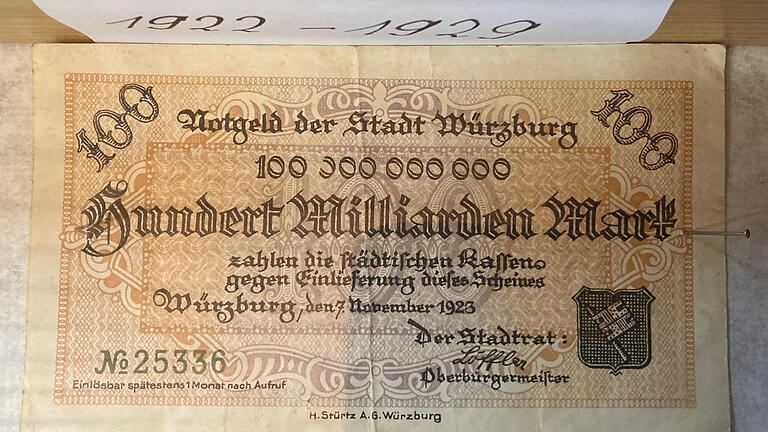 1922 - 1929
100 100
Notgeld der Stadt Würzburg
100 000 000 000
Hundert Milliarden Mark
zahlen die städtischen Kassen
gegen Einlieferung dieses Scheines
Würzburg, den 7. November 1923
Der Stadtrat:
Löffler
Oberbürgermeister
№ 25336
Einlösbar spätestens 1 Monat nach Aufruf
H. Stürtz A.G. Würzburg